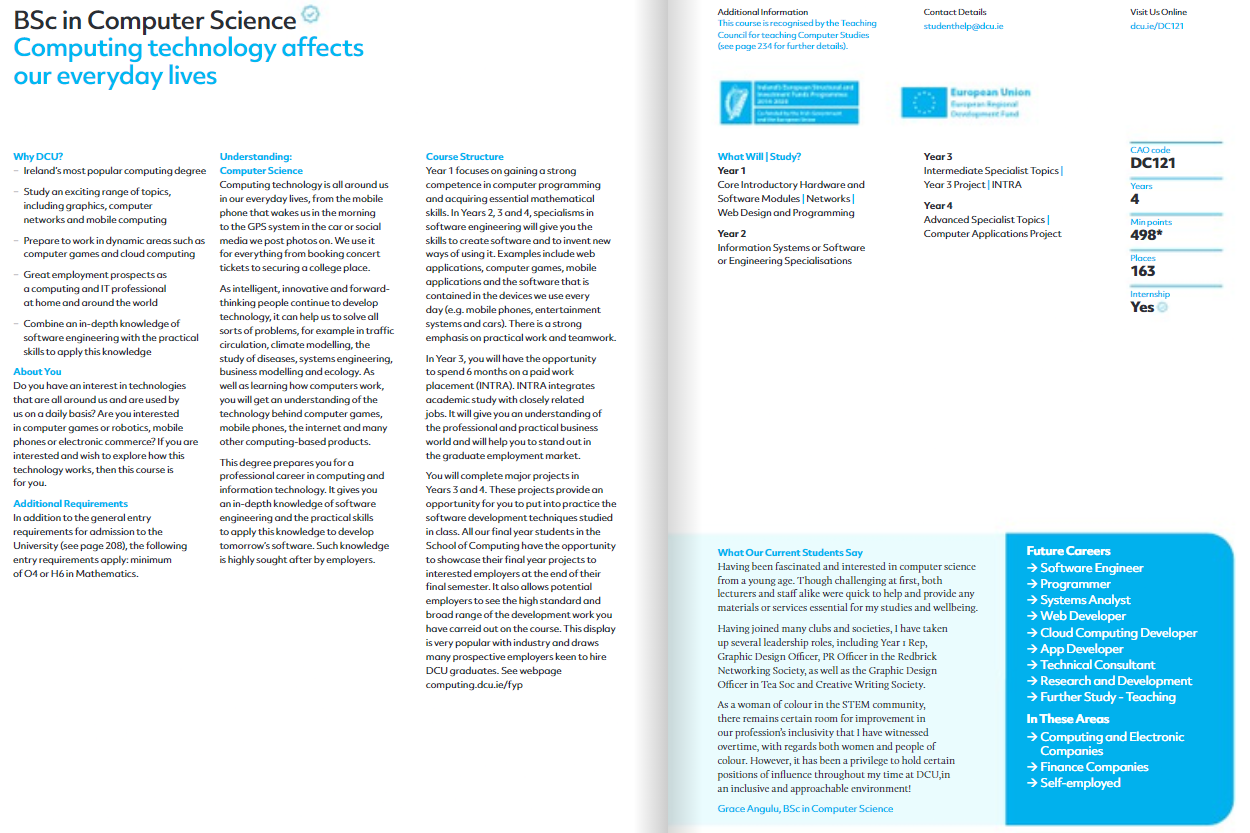 BSc in Computer Science
Computing technology affects
our everyday lives
Why DCU?
– Ireland's most popular computing degree
– Study an exciting range of topics,
including graphics, computer
networks and mobile computing
– Prepare to work in dynamic areas such as
computer games and cloud computing
– Great employment prospects as
a computing and IT professional
at home and around the world
– Combine an in-depth knowledge of
software engineering with the practical
skills to apply this knowledge
About You
Do you have an interest in technologies
that are all around us and are used by
us on a daily basis? Are you interested
in computer games or robotics, mobile
phones or electronic commerce? If you are
interested and wish to explore how this
technology works, then this course is
for you.
Additional Requirements
In addition to the general entry
requirements for admission to the
University (see page 208), the following
entry requirements apply: minimum
of O4 or H6 in Mathematics.
Understanding:
Computer Science
Computing technology is all around us
in our everyday lives, from the mobile
phone that wakes us in the morning
to the GPS system in the car or social
media we post photos on. We use it
for everything from booking concert
tickets to securing a college place.
As intelligent, innovative and forward-
thinking people continue to develop
technology, it can help us to solve all
sorts of problems, for example in traffic
circulation, climate modelling, the
study of diseases, systems engineering,
business modelling and ecology. As
well as learning how computers work,
you will get an understanding of the
technology behind computer games,
mobile phones, the internet and many
other computing-based products.
This degree prepares you for a
professional career in computing and
information technology. It gives you
an in-depth knowledge of software
engineering and the practical skills
to apply this knowledge to develop
tomorrow's software. Such knowledge
is highly sought after by employers.
Course Structure
Year 1 focuses on gaining a strong
competence in computer programming
and acquiring essential mathematical
skills. In Years 2, 3 and 4, specialisms in
software engineering will give you the
skills to create software and to invent new
ways of using it. Examples include web
applications, computer games, mobile
applications and the software that is
contained in the devices we use every
day (e.g. mobile phones, entertainment
systems and cars). There is a strong
emphasis on practical work and teamwork.
In Year 3, you will have the opportunity
to spend 6 months on a paid work
placement (INTRA). INTRA integrates
academic study with closely related
jobs. It will give you an understanding of
the professional and practical business
world and will help you to stand out in
the graduate employment market.
You will complete major projects in
Years 3 and 4. These projects provide an
opportunity for you to put into practice the
software development techniques studied
in class. All our final year students in the
School of Computing have the opportunity
to showcase their final year projects to
interested employers at the end of their
final semester. It also allows potential
employers to see the high standard and
broad range of the development work you
have carreid out on the course. This display
is very popular with industry and draws
many prospective employers keen to hire
DCU graduates. See webpage
computing.dcu.ie/fyp
Additional Information
This course is recognised by the Teaching
Council for teaching Computer Studies
(see page 234 for further details).
Contact Details
studenthelp@dcu.ie
Visit Us Online
dcu.ie/DC121
Ireland's European Structural and
Investment Funds Programmes
2014-2020
Co-funded by the Irish Government
and the European Union
European Union
European Regional
Development Fund
What Will I Study?
Year 1
Core Introductory Hardware and
Software Modules | Networks |
Web Design and Programming
Year 2
Information Systems or Software
or Engineering Specialisations
Year 3
Intermediate Specialist Topics |
Year 3 Project | INTRA
Year 4
Advanced Specialist Topics |
Computer Applications Project
CAO code
DC121
Years
4
Min points
498*
Places
163
Internship
Yes
What Our Current Students Say
Having been fascinated and interested in computer science
from a young age. Though challenging at first, both
lecturers and staff alike were quick to help and provide any
materials or services essential for my studies and wellbeing.
Having joined many clubs and societies, I have taken
up several leadership roles, including Year 1 Rep,
Graphic Design Officer, PR Officer in the Redbrick
Networking Society, as well as the Graphic Design
Officer in Tea Soc and Creative Writing Society.
As a woman of colour in the STEM community,
there remains certain room for improvement in
our profession's inclusivity that I have witnessed
overtime, with regards both women and people of
colour. However, it has been a privilege to hold certain
positions of influence throughout my time at DCU,in
an inclusive and approachable environment!
Grace Angulu, BSc in Computer Science
Future Careers
→ Software Engineer
→ Programmer
→ Systems Analyst
→ Web Developer
→ Cloud Computing Developer
→ App Developer
→ Technical Consultant
→ Research and Development
→ Further Study - Teaching
In These Areas
→ Computing and Electronic
Companies
→ Finance Companies
→ Self-employed